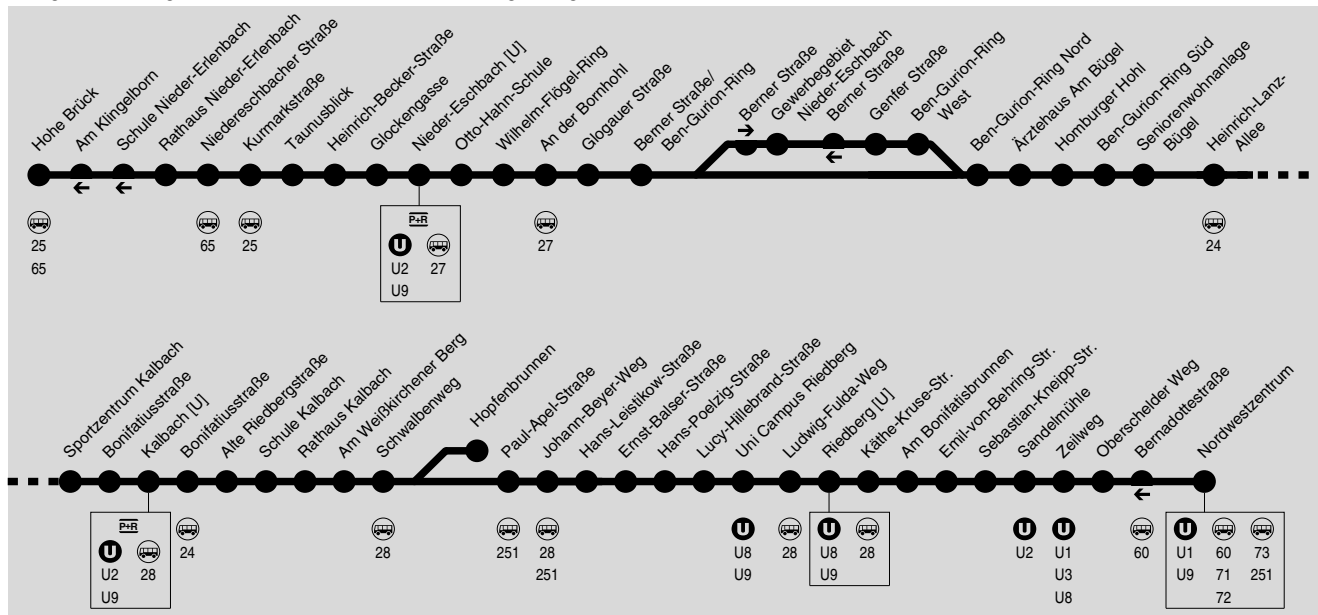 Hohe Brück
Am Klingelborn
Schule Nieder-Erlenbach
Rathaus Nieder-Erlenbach
Niedereschbacher Straße
Kurmarkstraße
Taunusblick
Heinrich-Becker-Straße
Glockengasse
Nieder-Eschbach [U]
Otto-Hahn-Schule
Wilhelm-Flögel-Ring
An der Bornhohl
Glogauer Straße
Berner Straße/
Ben-Gurion-Ring
Berner Straße
Gewerbegebiet
Nieder-Eschbach
Berner Straße
Genfer Straße
Ben-Gurion-Ring
West
Ben-Gurion-Ring Nord
Ärztehaus Am Bügel
Homburger Hohl
Ben-Gurion-Ring Süd
Seniorenwohnanlage
Bügel
Heinrich-Lanz-
Allee
25
65
65
25
P+R
U
U2 27
U9
27
24
Sportzentrum Kalbach
Bonifatiusstraße
Kalbach [U]
Bonifatiusstraße
Alte Riedbergstraße
Schule Kalbach
Rathaus Kalbach
Am Weißkirchener Berg
Schwalbenweg
Hopfenbrunnen
Paul-Apel-Straße
Johann-Beyer-Weg
Hans-Leistikow-Straße
Ernst-Balser-Straße
Hans-Poelzig-Straße
Lucy-Hillebrand-Straße
Uni Campus Riedberg
Ludwig-Fulda-Weg
Riedberg [U]
Käthe-Kruse-Str.
Am Bonifatisbrunnen
Emil-von-Behring-Str.
Sebastian-Kneipp-Str.
Sandelmühle
Zeilweg
Oberschelder Weg
Bernadottestraße
Nordwestzentrum
P+R
U
U2 28
U9
24
28
251
28
251
U
U8
U9
28
U
U8 28
U9
U
U2
U
U1
U3
U8
60
U
U1 60 73
U9 71 251
72